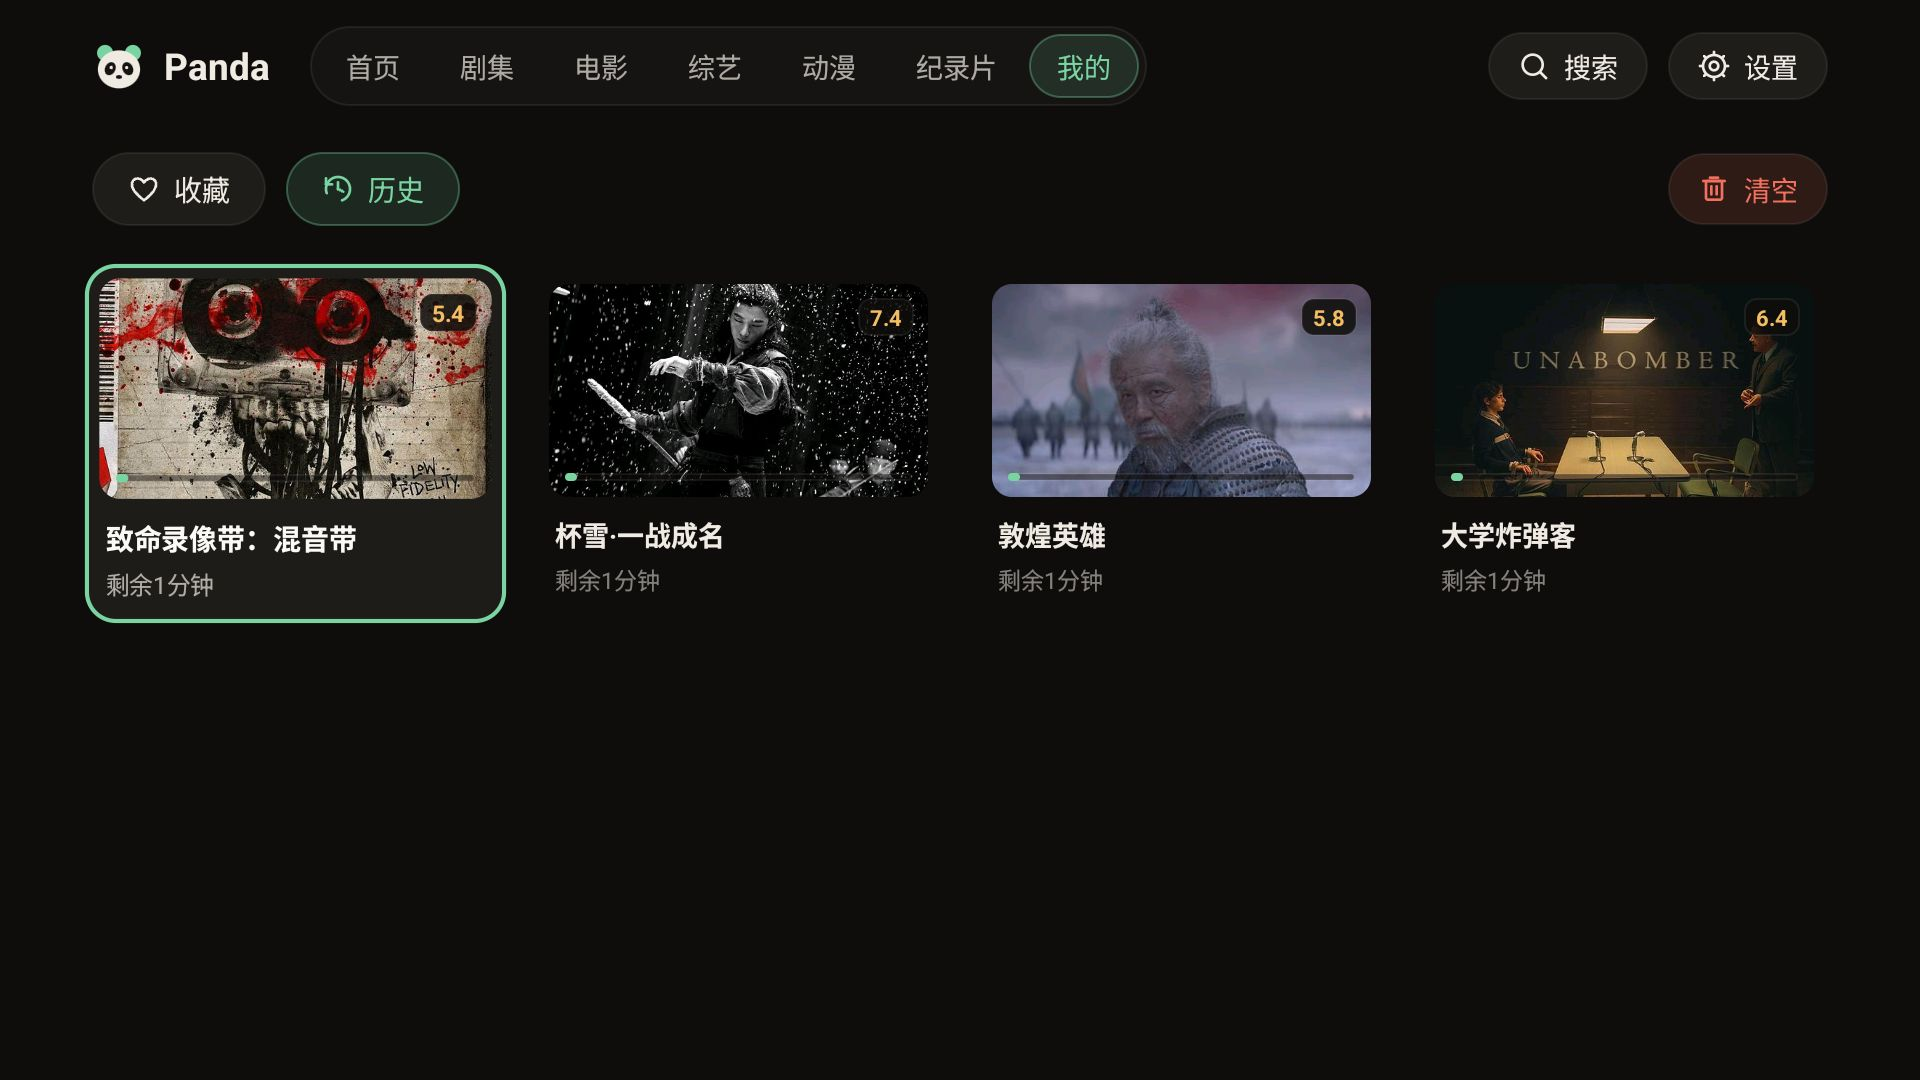 Panda
首页
剧集
电影
综艺
动漫
纪录片
我的
搜索
设置
收藏
历史
清空
5.4
LOW
FIDELITY
7.4
5.8
6.4
UNABOMBER
致命录像带：混音带
剩余1分钟
杯雪·一战成名
剩余1分钟
敦煌英雄
剩余1分钟
大学炸弹客
剩余1分钟